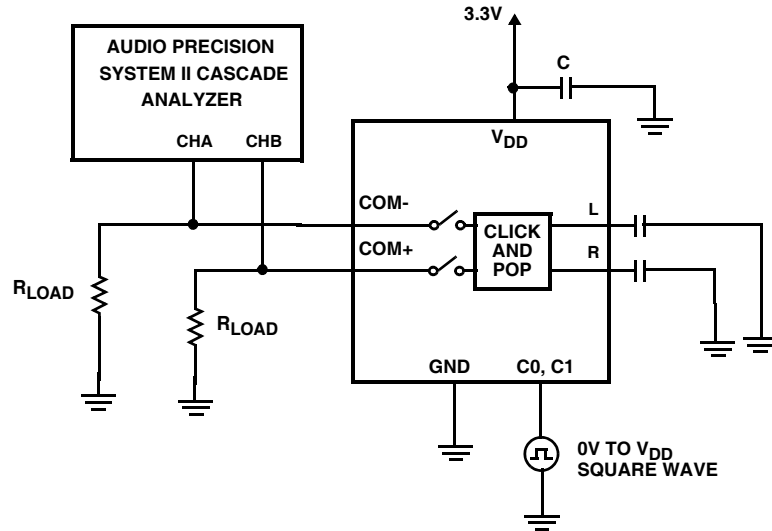 3.3V
AUDIO PRECISION
SYSTEM II CASCADE
ANALYZER
CHA CHB
C
VDD
COM-
COM+
CLICK
AND
POP
L
R
RLOAD
RLOAD
GND C0, C1
0V TO VDD
SQUARE WAVE